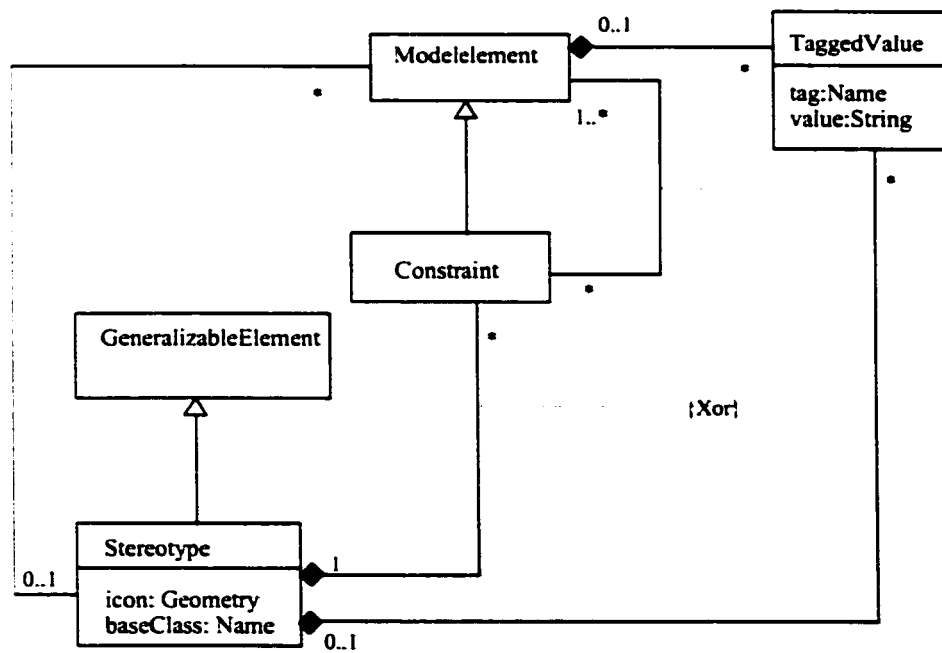 0..1
Modelelement
TaggedValue
*
*
tag:Name
value:String
1..*
*
Constraint
*
*
GeneralizableElement
{Xor}
Stereotype
1
0..1
icon: Geometry
baseClass: Name
0..1